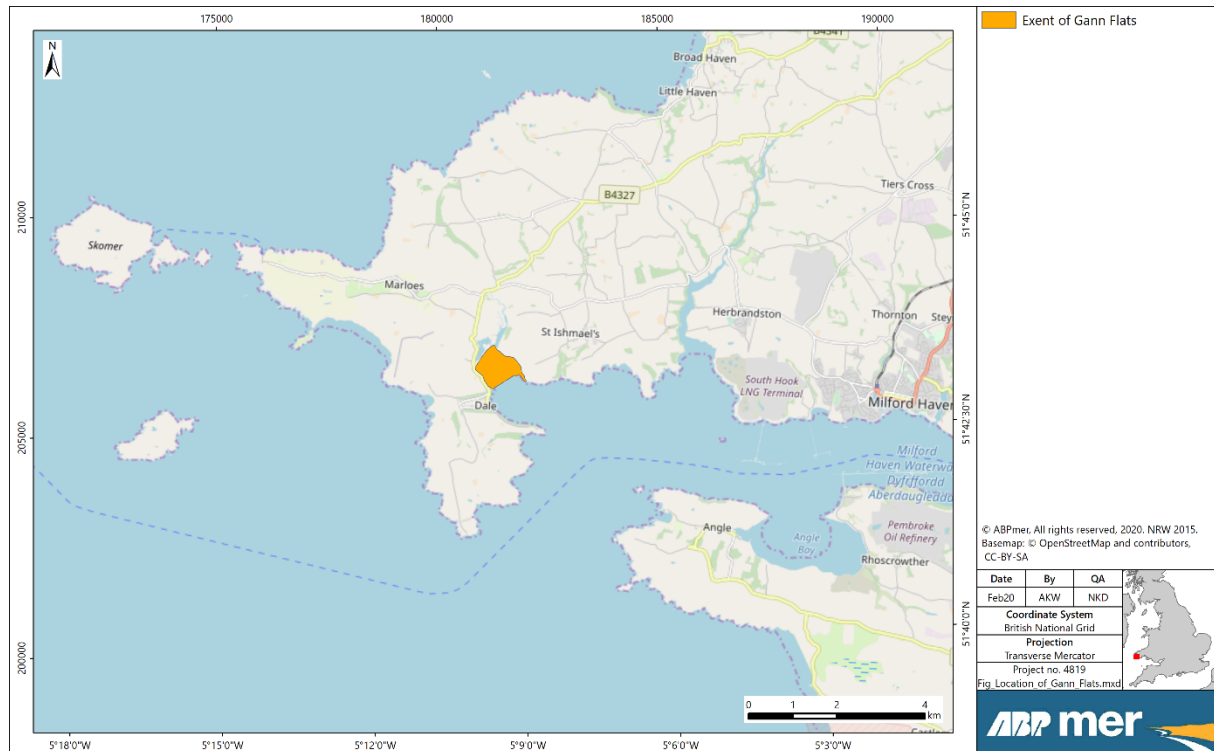 175000
180000
185000
190000
N
B4341
Broad Haven
Little Haven
Tiers Cross
B4327
210000
51°45'0"N
Skomer
Marloes
Herbrandston
Thornton
Stey
St Ishmael's
South Hook
LNG Terminal
Milford Haven
51°42'30"N
Dale
205000
Milford
Haven Waterwa
Dyfrffordd
Aberdaugledd
Angle
Angle
Bay
Pembroke
Oil Refinery
Rhoscrowther
51°40'0"N
200000
0 1 2 4
km
5°18'0"W
5°15'0"W
5°12'0"W
5°9'0"W
5°6'0"W
5°3'0"W
Exent of Gann Flats
© ABPmer, All rights reserved, 2020. NRW 2015.
Basemap: © OpenStreetMap and contributors,
CC-BY-SA
Date By QA
Feb20 AKW NKD
Coordinate System
British National Grid
Projection
Transverse Mercator
Project no. 4819
Fig_Location_of_Gann_Flats.mxd
ABPmer